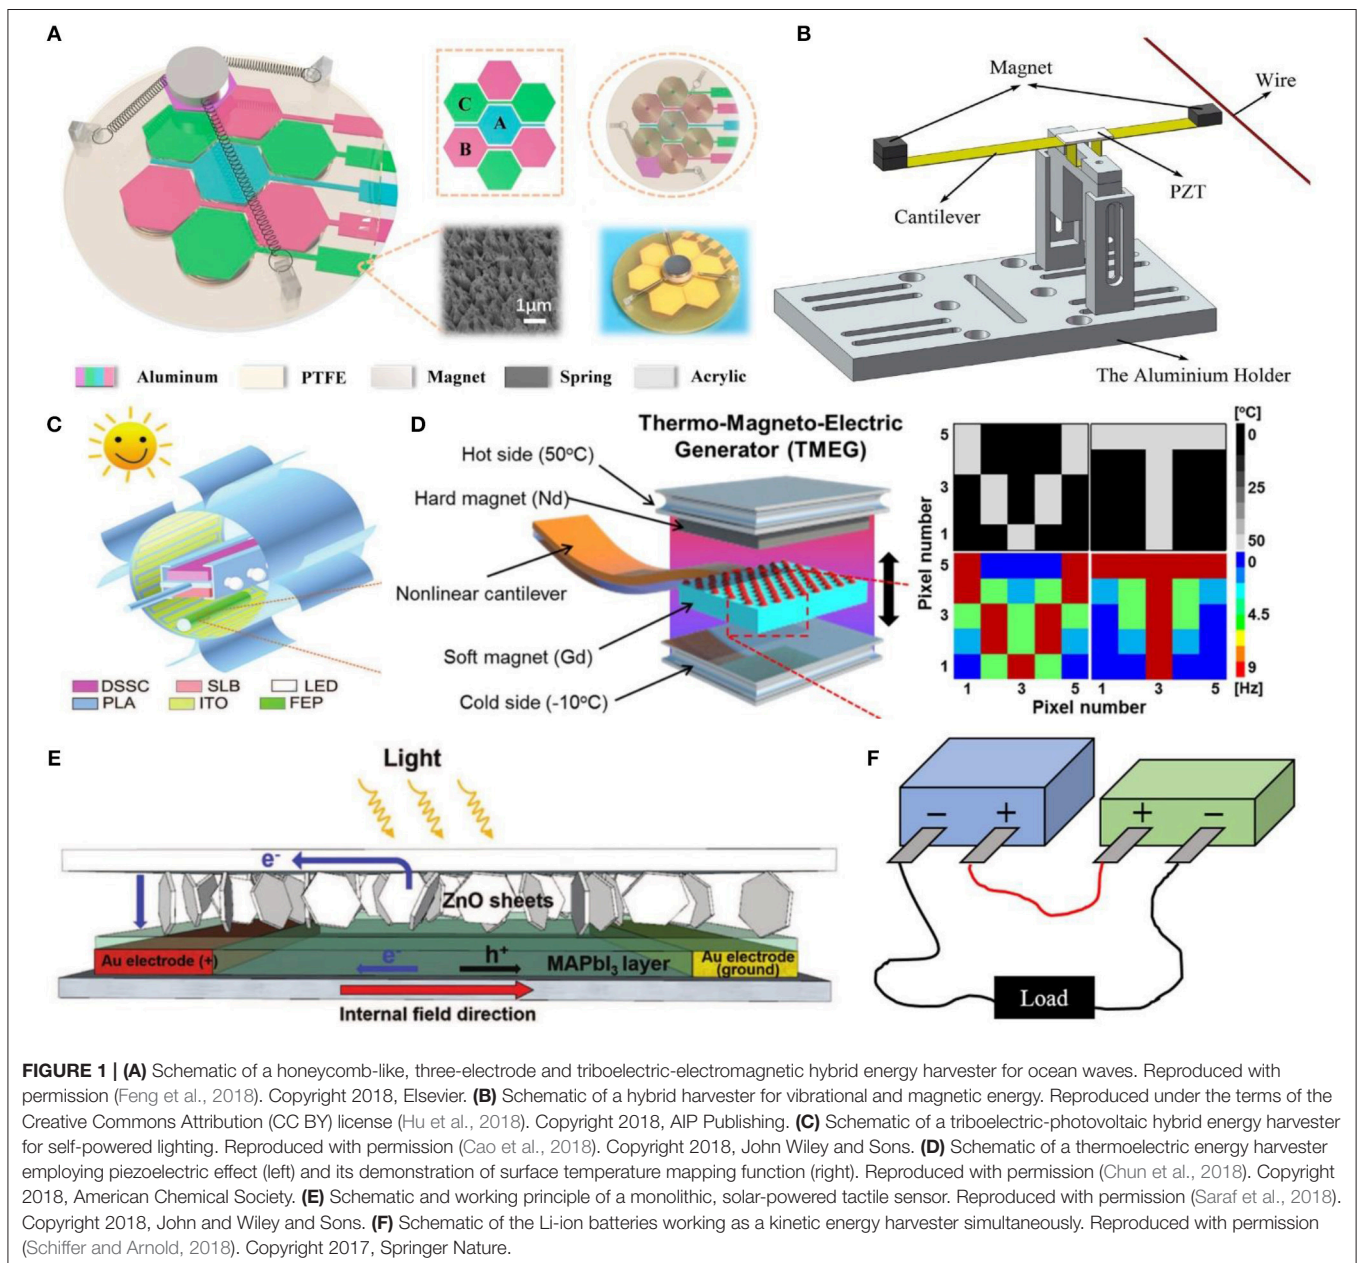 A
C
A
B
1μm
Aluminum PTFE Magnet Spring Acrylic
B
Magnet
Wire
PZT
Cantilever
The Aluminium Holder
C
DSSC SLB LED
PLA ITO FEP
D
Thermo-Magneto-Electric
Generator (TMEG)
Hot side (50°C)
Hard magnet (Nd)
Nonlinear cantilever
Soft magnet (Gd)
Cold side (-10°C)
[°C]
5
3
1
0
25
50
Pixel number
5
3
1
0
4.5
9
1 3 5 1 3 5 [Hz]
Pixel number
E
Light
e-
ZnO sheets
Au electrode (+)
e-
h+
MAPbI3 layer
Au electrode
(ground)
Internal field direction
F
− + + −
Load
FIGURE 1 | (A) Schematic of a honeycomb-like, three-electrode and triboelectric-electromagnetic hybrid energy harvester for ocean waves. Reproduced with
permission (Feng et al., 2018). Copyright 2018, Elsevier. (B) Schematic of a hybrid harvester for vibrational and magnetic energy. Reproduced under the terms of the
Creative Commons Attribution (CC BY) license (Hu et al., 2018). Copyright 2018, AIP Publishing. (C) Schematic of a triboelectric-photovoltaic hybrid energy harvester
for self-powered lighting. Reproduced with permission (Cao et al., 2018). Copyright 2018, John Wiley and Sons. (D) Schematic of a thermoelectric energy harvester
employing piezoelectric effect (left) and its demonstration of surface temperature mapping function (right). Reproduced with permission (Chun et al., 2018). Copyright
2018, American Chemical Society. (E) Schematic and working principle of a monolithic, solar-powered tactile sensor. Reproduced with permission (Saraf et al., 2018).
Copyright 2018, John and Wiley and Sons. (F) Schematic of the Li-ion batteries working as a kinetic energy harvester simultaneously. Reproduced with permission
(Schiffer and Arnold, 2018). Copyright 2017, Springer Nature.